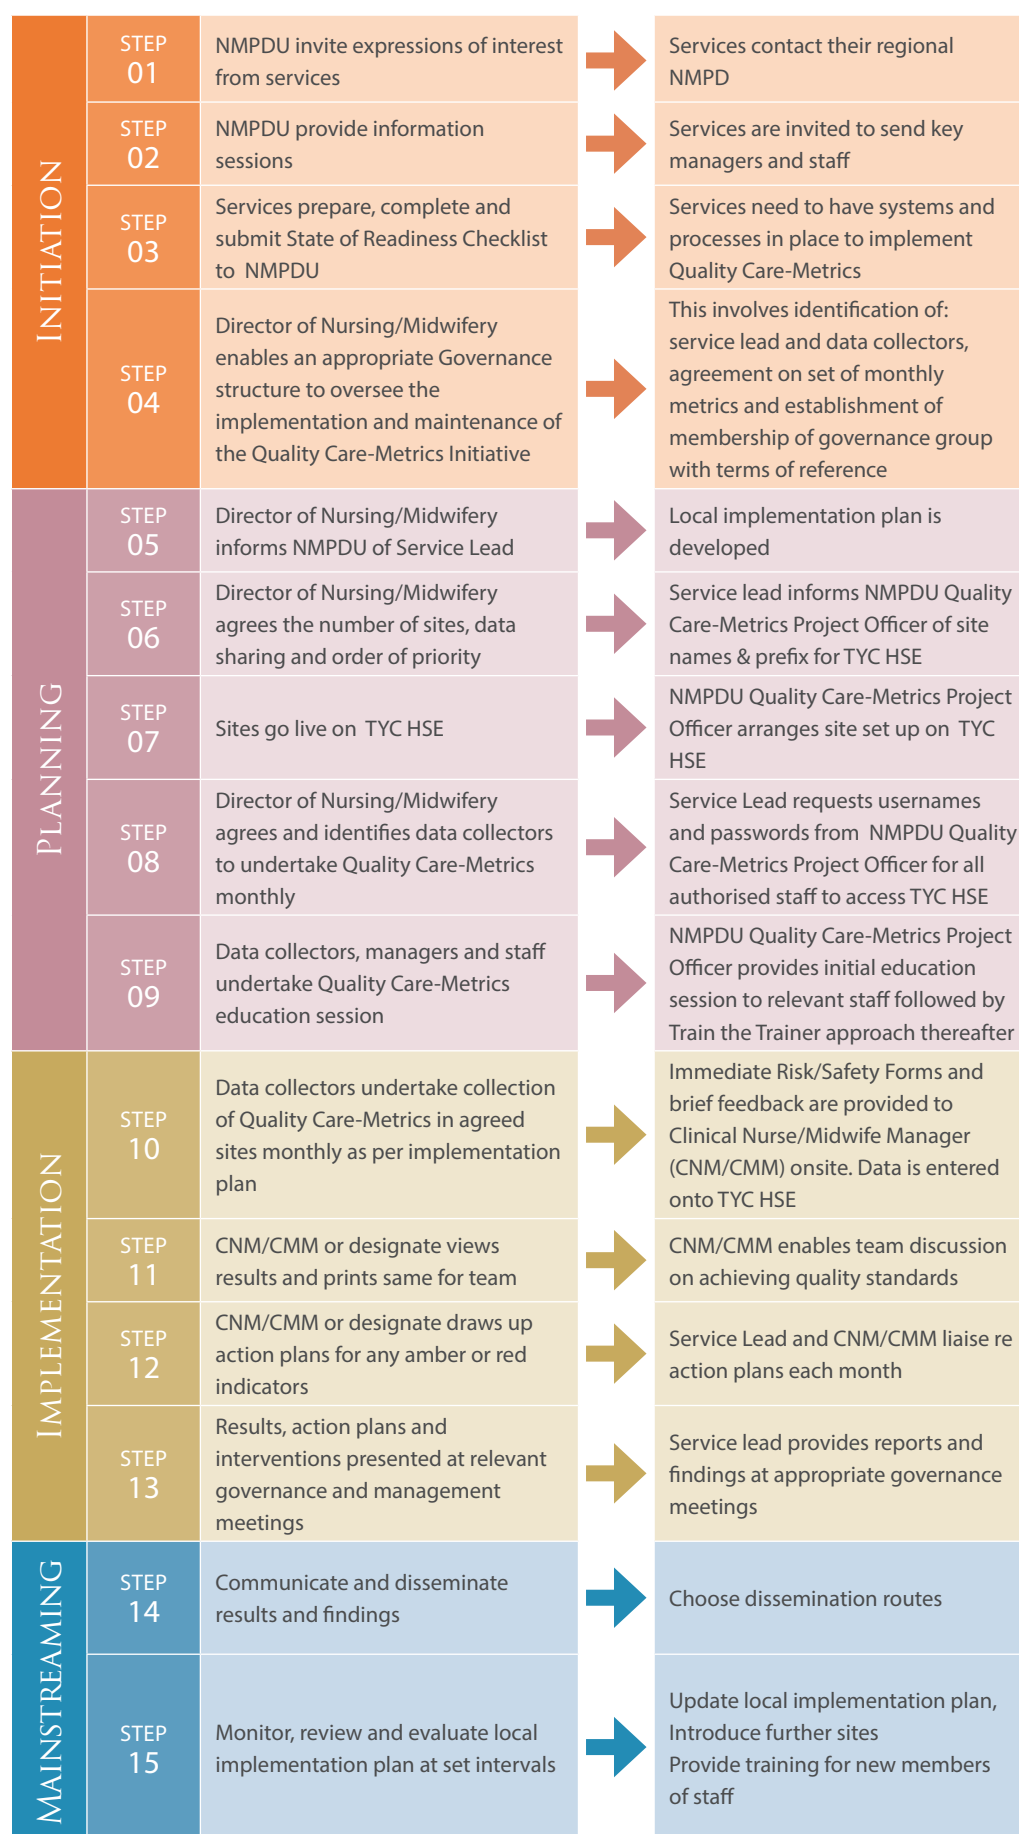 INITIATION
STEP
01
NMPDU invite expressions of interest
from services
Services contact their regional
NMPD
STEP
02
NMPDU provide information
sessions
Services are invited to send key
managers and staff
STEP
03
Services prepare, complete and
submit State of Readiness Checklist
to NMPDU
Services need to have systems and
processes in place to implement
Quality Care-Metrics
STEP
04
Director of Nursing/Midwifery
enables an appropriate Governance
structure to oversee the
implementation and maintenance of
the Quality Care-Metrics Initiative
This involves identification of:
service lead and data collectors,
agreement on set of monthly
metrics and establishment of
membership of governance group
with terms of reference
PLANNING
STEP
05
Director of Nursing/Midwifery
informs NMPDU of Service Lead
Local implementation plan is
developed
STEP
06
Director of Nursing/Midwifery
agrees the number of sites, data
sharing and order of priority
Service lead informs NMPDU Quality
Care-Metrics Project Officer of site
names & prefix for TYC HSE
STEP
07
Sites go live on TYC HSE
NMPDU Quality Care-Metrics Project
Officer arranges site set up on TYC
HSE
STEP
08
Director of Nursing/Midwifery
agrees and identifies data collectors
to undertake Quality Care-Metrics
monthly
Service Lead requests usernames
and passwords from NMPDU Quality
Care-Metrics Project Officer for all
authorised staff to access TYC HSE
STEP
09
Data collectors, managers and staff
undertake Quality Care-Metrics
education session
NMPDU Quality Care-Metrics Project
Officer provides initial education
session to relevant staff followed by
Train the Trainer approach thereafter
IMPLEMENTATION
STEP
10
Data collectors undertake collection
of Quality Care-Metrics in agreed
sites monthly as per implementation
plan
Immediate Risk/Safety Forms and
brief feedback are provided to
Clinical Nurse/Midwife Manager
(CNM/CMM) onsite. Data is entered
onto TYC HSE
STEP
11
CNM/CMM or designate views
results and prints same for team
CNM/CMM enables team discussion
on achieving quality standards
STEP
12
CNM/CMM or designate draws up
action plans for any amber or red
indicators
Service Lead and CNM/CMM liaise re
action plans each month
STEP
13
Results, action plans and
interventions presented at relevant
governance and management
meetings
Service lead provides reports and
findings at appropriate governance
meetings
MAINSTREAMING
STEP
14
Communicate and disseminate
results and findings
Choose dissemination routes
STEP
15
Monitor, review and evaluate local
implementation plan at set intervals
Update local implementation plan,
Introduce further sites
Provide training for new members
of staff